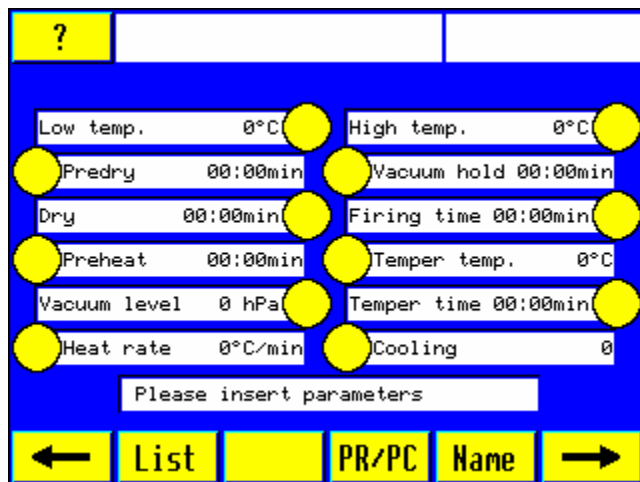 ?
Low temp. 0°C
High temp. 0°C
Predry 00:00min
Vacuum hold 00:00min
Dry 00:00min
Firing time 00:00min
Preheat 00:00min
Temper temp. 0°C
Vacuum level 0 hPa
Temper time 00:00min
Heat rate 0°C/min
Cooling 0
Please insert parameters
List PR/PC Name